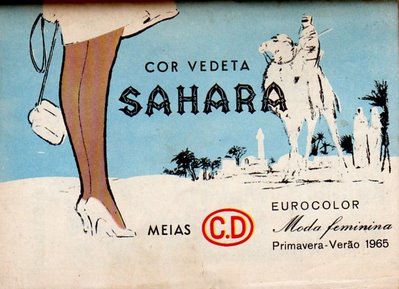 COR VEDETA
SAHARA
MEIAS C.D
EUROCOLOR
Moda feminina
Primavera-Verão 1965